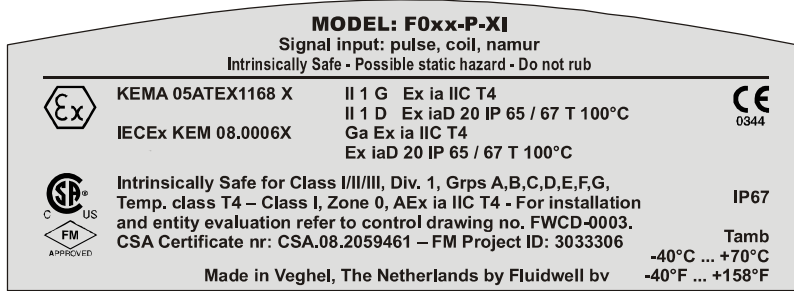 MODEL: F0xx-P-XI
Signal input: pulse, coil, namur
Intrinsically Safe - Possible static hazard - Do not rub
Ex
KEMA 05ATEX1168 X II 1 G Ex ia IIC T4
II 1 D Ex iaD 20 IP 65 / 67 T 100°C
IECEx KEM 08.0006X Ga Ex ia IIC T4
Ex iaD 20 IP 65 / 67 T 100°C
CE
0344
SA ®
C US
FM
APPROVED
Intrinsically Safe for Class I/II/III, Div. 1, Grps A,B,C,D,E,F,G,
Temp. class T4 – Class I, Zone 0, AEx ia IIC T4 - For installation
and entity evaluation refer to control drawing no. FWCD-0003.
CSA Certificate nr: CSA.08.2059461 – FM Project ID: 3033306
IP67
Tamb
-40°C ... +70°C
-40°F ... +158°F
Made in Veghel, The Netherlands by Fluidwell bv